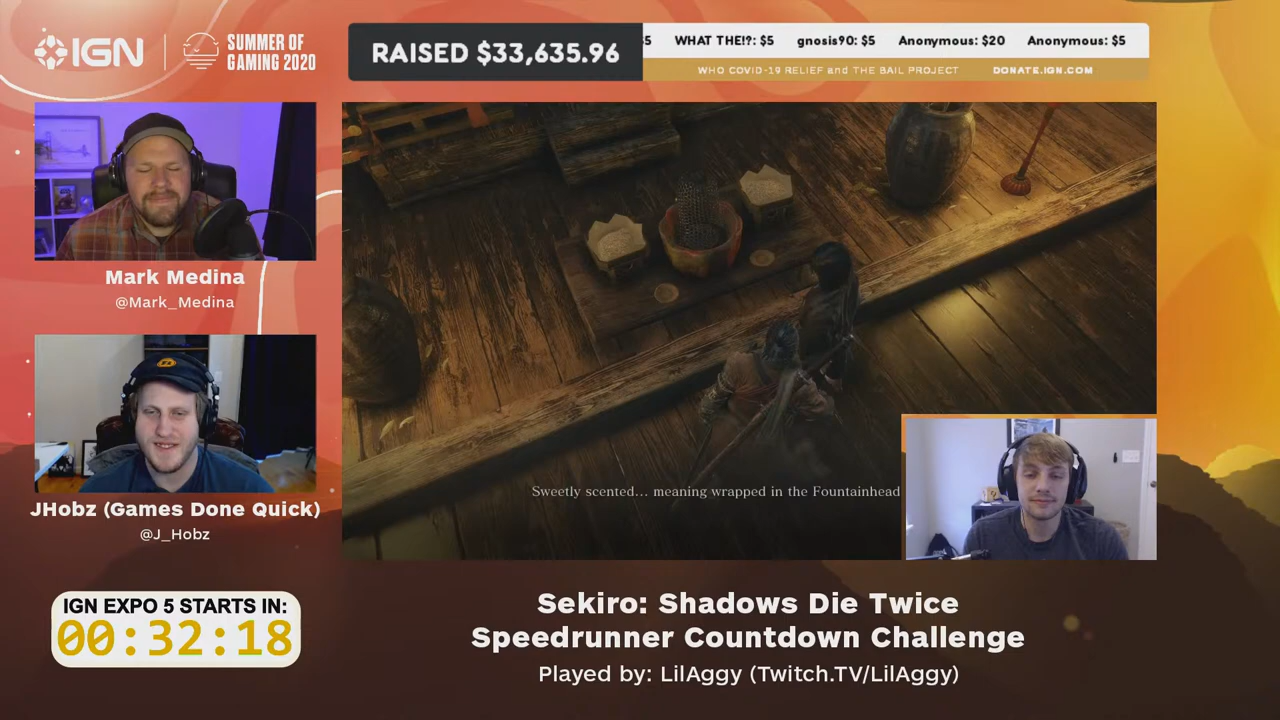 IGN
SUMMER OF
GAMING 2020
RAISED $33,635.96
$5 WHAT THE!?: $5 gnosis90: $5 Anonymous: $20 Anonymous: $5
WHO COVID-19 RELIEF and THE BAIL PROJECT DONATE.IGN.COM
Mark Medina
@Mark_Medina
JHobz (Games Done Quick)
@J_Hobz
Sweetly scented... meaning wrapped in the Fountainhead
IGN EXPO 5 STARTS IN:
00:32:18
Sekiro: Shadows Die Twice
Speedrunner Countdown Challenge
Played by: LilAggy (Twitch.TV/LilAggy)